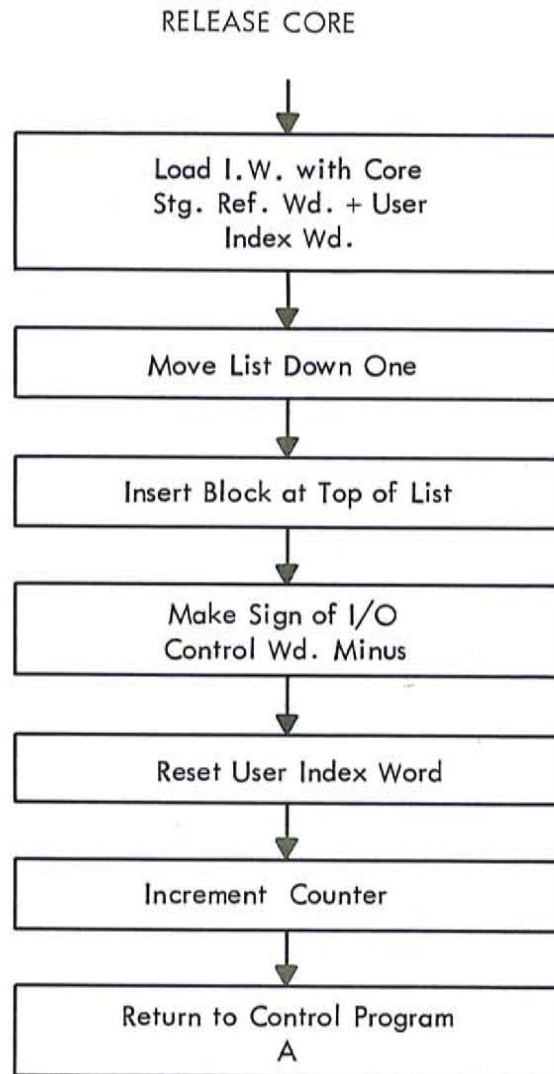 RELEASE CORE
Load I.W. with Core
Stg. Ref. Wd. + User
Index Wd.
Move List Down One
Insert Block at Top of List
Make Sign of I/O
Control Wd. Minus
Reset User Index Word
Increment Counter
Return to Control Program
A